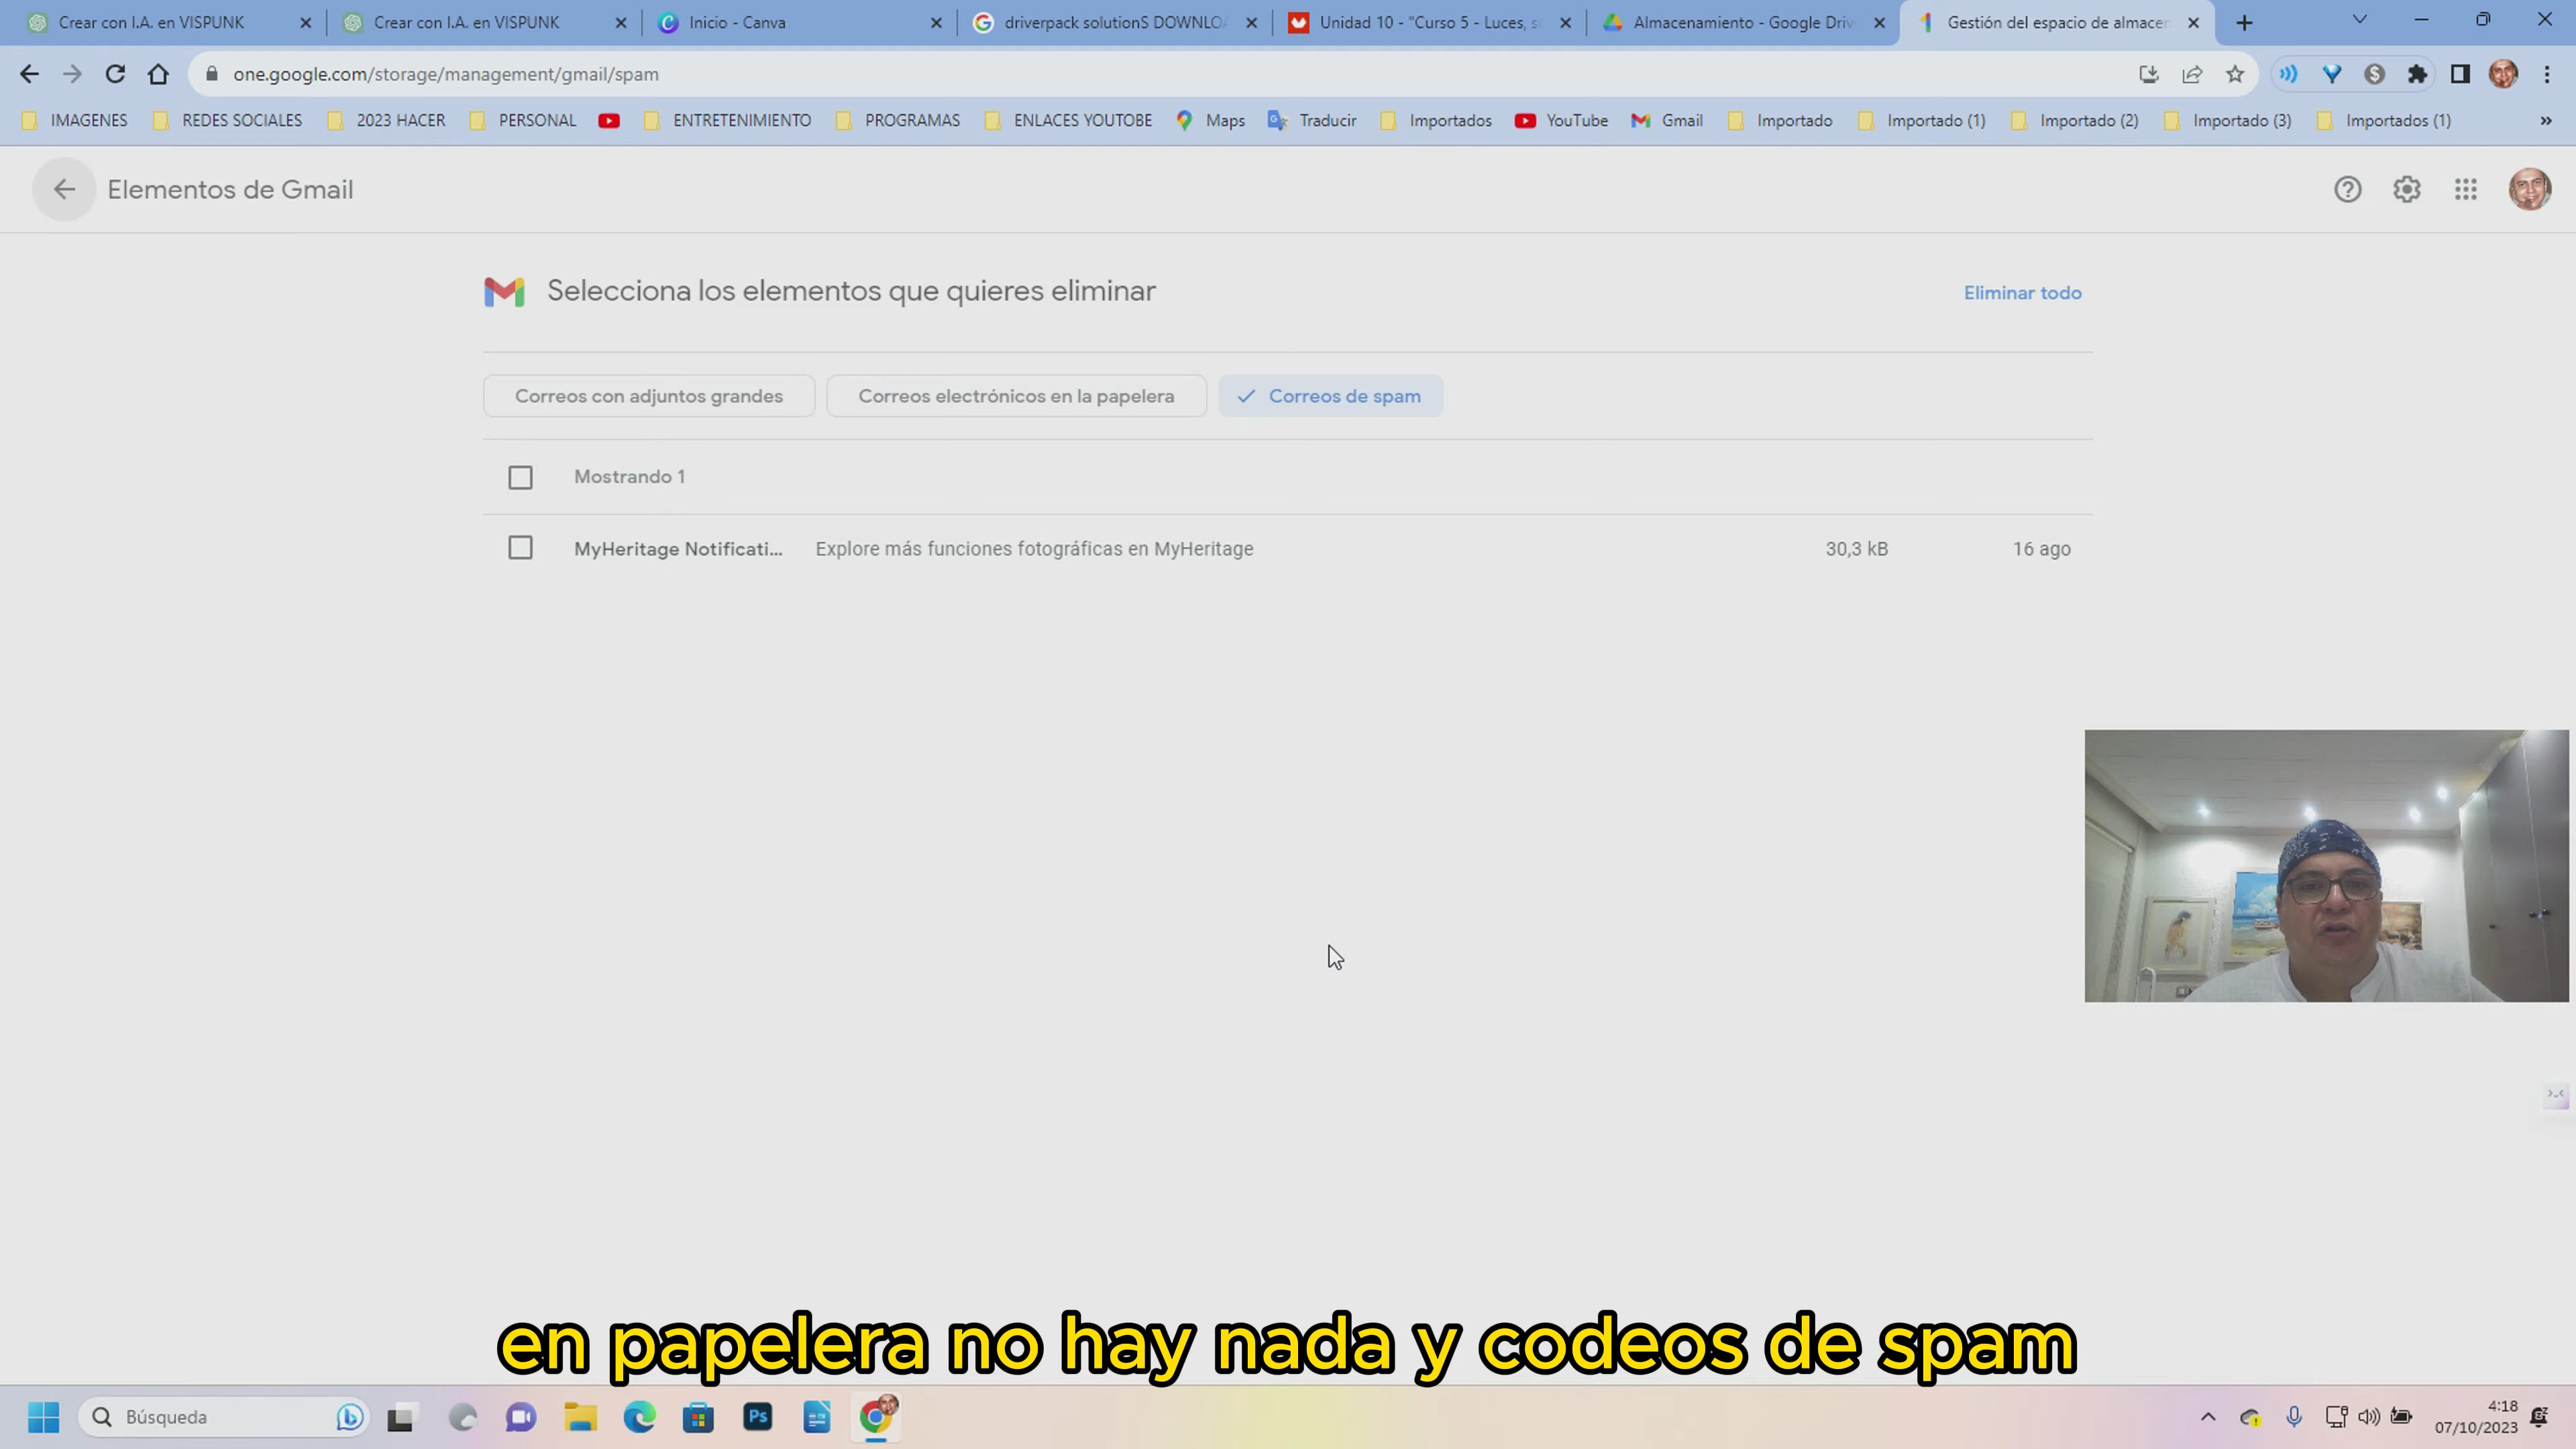 Crear con I.A. en VISPUNK
Crear con I.A. en VISPUNK
Inicio - Canva
driverpack solutionS DOWNLOA
Unidad 10 - "Curso 5 - Luces, so
Almacenamiento - Google Driv
Gestión del espacio de almacen
one.google.com/storage/management/gmail/spam
IMAGENES
REDES SOCIALES
2023 HACER
PERSONAL
ENTRETENIMIENTO
PROGRAMAS
ENLACES YOUTOBE
Maps
Traducir
Importados
YouTube
Gmail
Importado
Importado (1)
Importado (2)
Importado (3)
Importados (1)
Elementos de Gmail
Selecciona los elementos que quieres eliminar
Eliminar todo
Correos con adjuntos grandes
Correos electrónicos en la papelera
Correos de spam
Mostrando 1
MyHeritage Notificati... Explore más funciones fotográficas en MyHeritage 30,3 kB 16 ago
en papelera no hay nada y codeos de spam
Búsqueda
Ps
4:18
07/10/2023